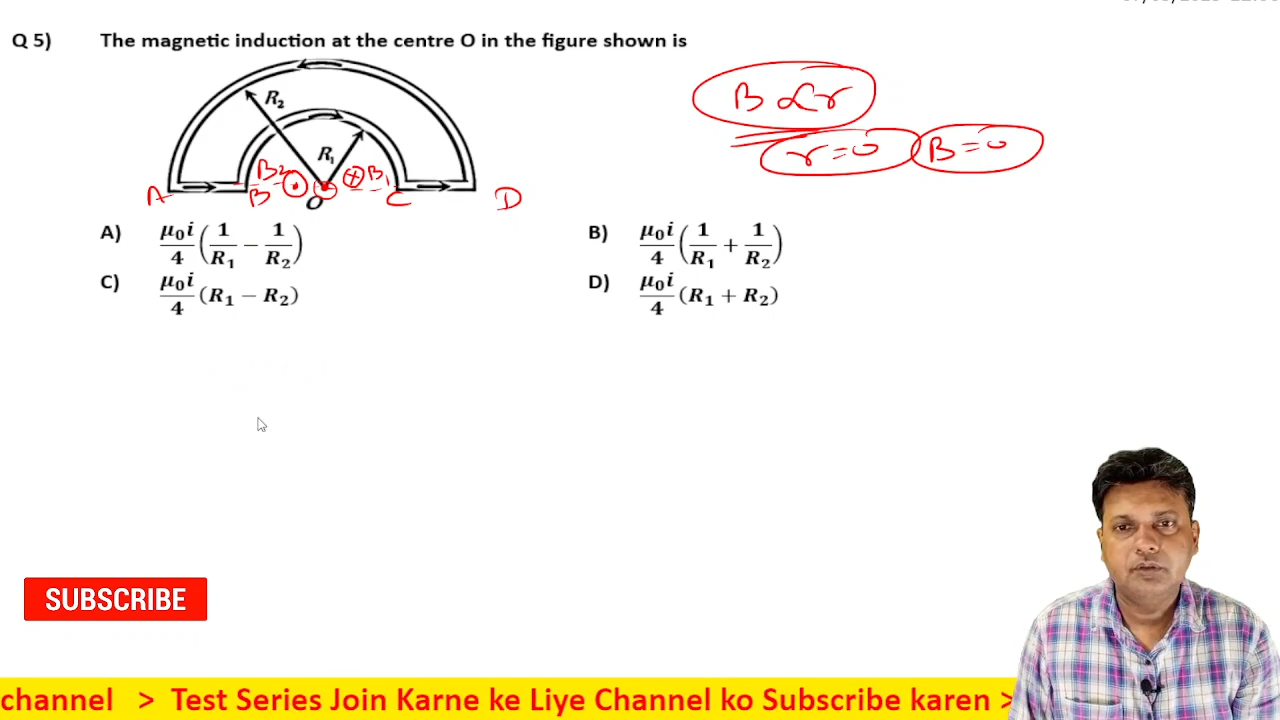 Q 5) The magnetic induction at the centre O in the figure shown is
R₂
R₁
B ∝ r
r = 0 B = 0
B₂ B₁
A B O C D
A) μ₀i/4 (1/R₁ − 1/R₂) B) μ₀i/4 (1/R₁ + 1/R₂)
C) μ₀i/4 (R₁ − R₂) D) μ₀i/4 (R₁ + R₂)
SUBSCRIBE
channel > Test Series Join Karne ke Liye Channel ko Subscribe karen >